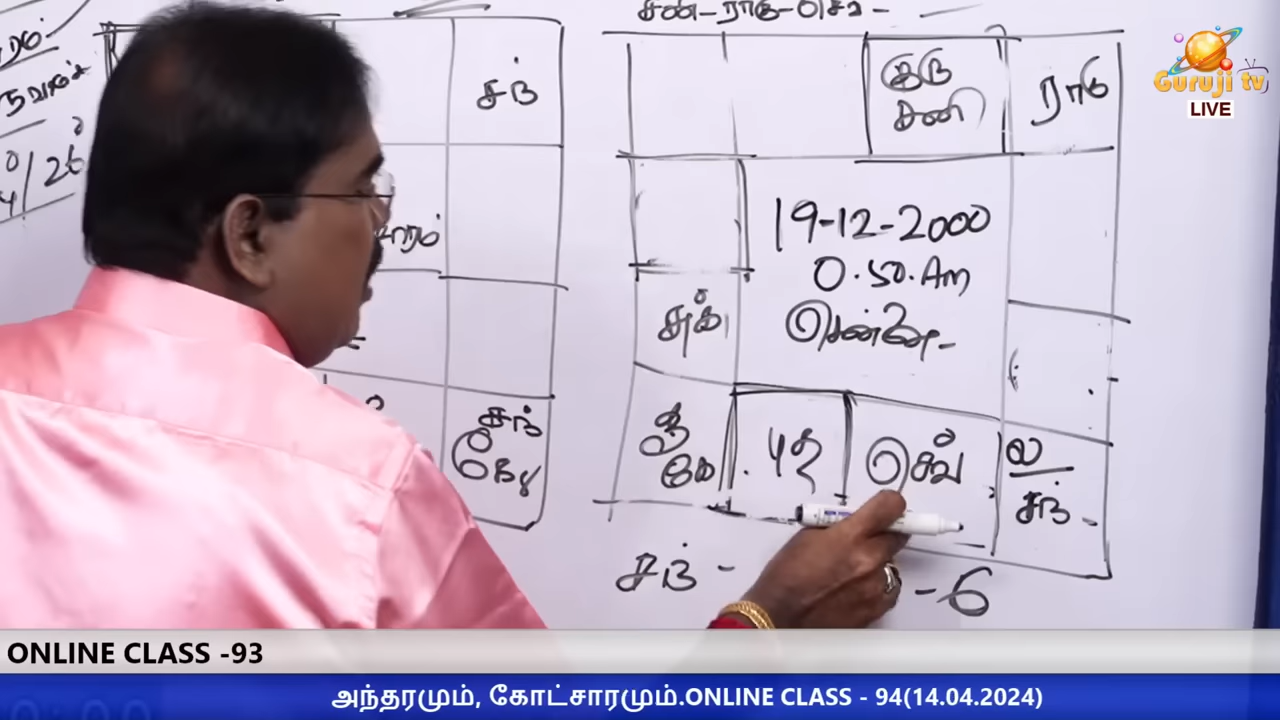 சந்
சந்
கேது
சுக்
சூ
கே
குரு
சனி
ராகு
19-12-2000
0.50.Am
சென்னை-
புத
செவ்
ல
சந்-
சந் -
-6
Guruji tv
LIVE
ONLINE CLASS -93
அந்தரமும், கோட்சாரமும்.ONLINE CLASS - 94(14.04.2024)